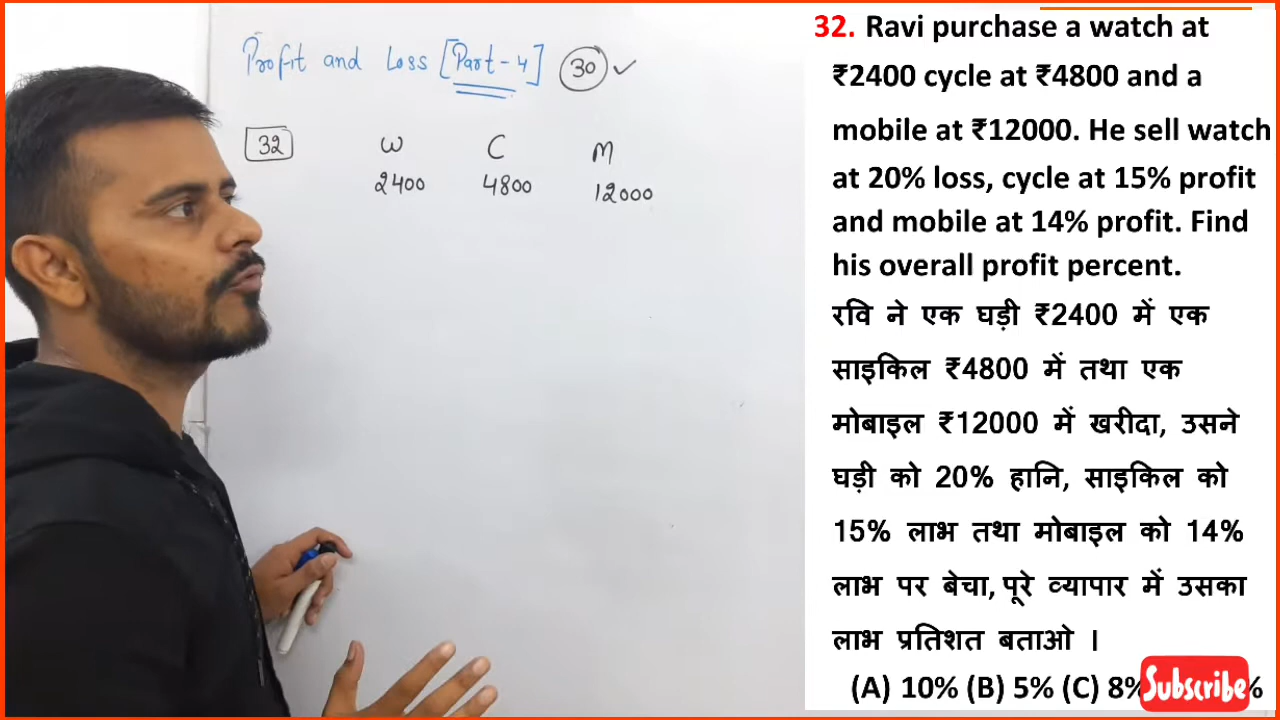 Profit and Loss [Part-4] 30
32 W C M
2400 4800 12000
32. Ravi purchase a watch at
₹2400 cycle at ₹4800 and a
mobile at ₹12000. He sell watch
at 20% loss, cycle at 15% profit
and mobile at 14% profit. Find
his overall profit percent.
रवि ने एक घड़ी ₹2400 में एक
साइकिल ₹4800 में तथा एक
मोबाइल ₹12000 में खरीदा, उसने
घड़ी को 20% हानि, साइकिल को
15% लाभ तथा मोबाइल को 14%
लाभ पर बेचा, पूरे व्यापार में उसका
लाभ प्रतिशत बताओ ।
(A) 10% (B) 5% (C) 8% %
Subscribe